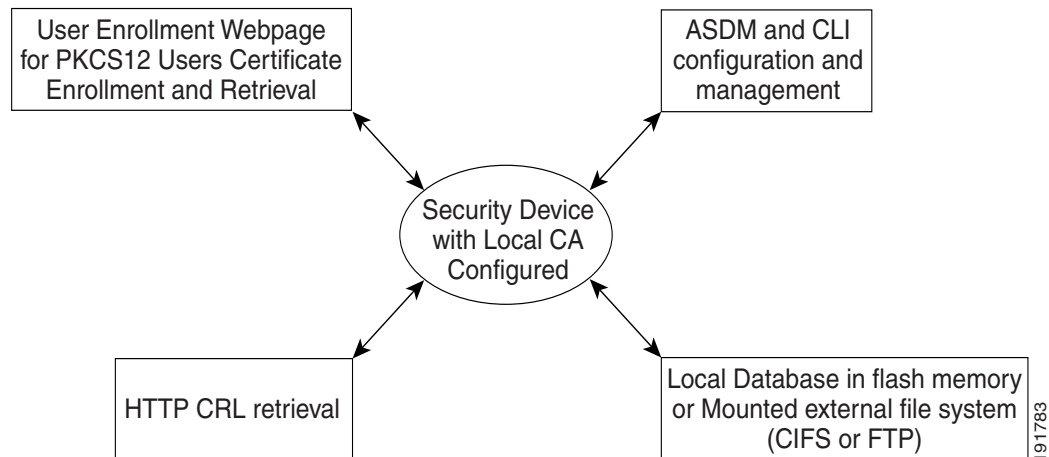 User Enrollment Webpage
for PKCS12 Users Certificate
Enrollment and Retrieval
ASDM and CLI
configuration and
management
Security Device
with Local CA
Configured
HTTP CRL retrieval
Local Database in flash memory
or Mounted external file system
(CIFS or FTP)
191783